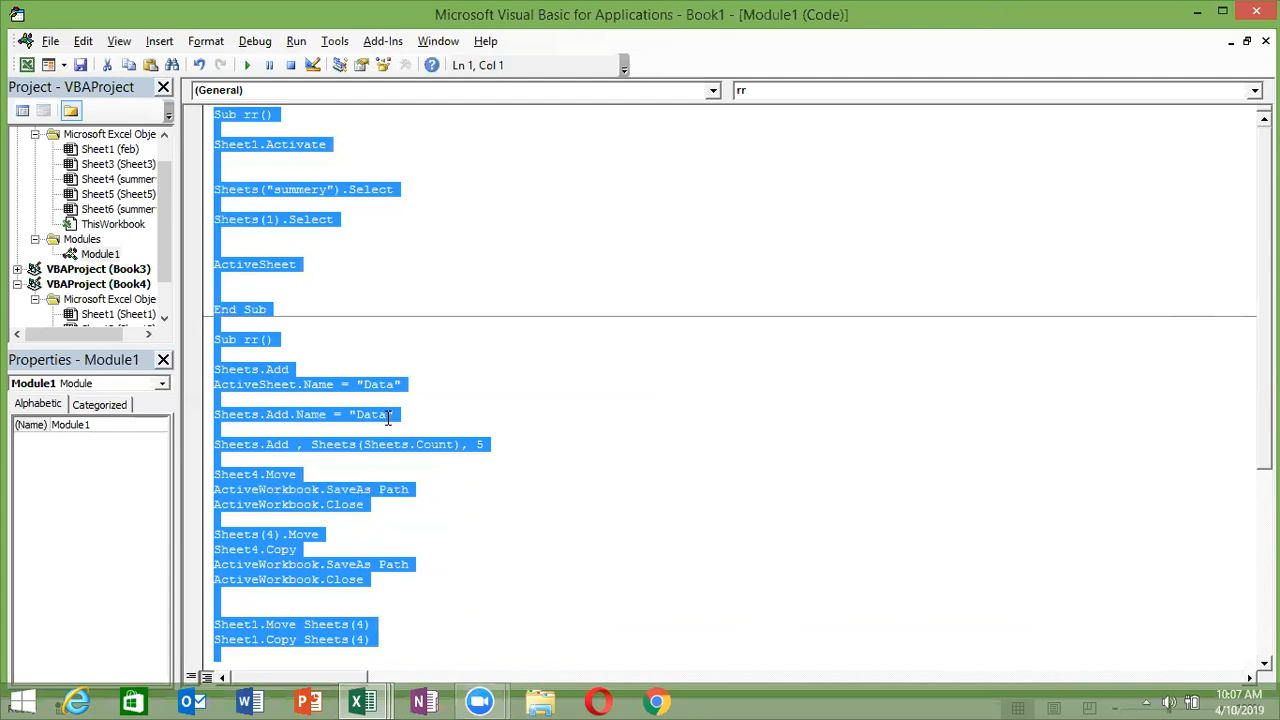 Microsoft Visual Basic for Applications - Book1 - [Module1 (Code)]
File Edit View Insert Format Debug Run Tools Add-Ins Window Help
Ln 1, Col 1
Project - VBAProject
(General)
rr
Microsoft Excel Obje
Sheet1 (feb)
Sheet3 (Sheet3)
Sheet4 (summer
Sheet5 (Sheet5)
Sheet6 (summer
ThisWorkbook
Modules
Module1
VBAProject (Book3)
VBAProject (Book4)
Microsoft Excel Obje
Sheet1 (Sheet1)
Properties - Module1
Module1 Module
Alphabetic Categorized
(Name) Module1
Sub rr()
Sheet1.Activate
Sheets("summery").Select
Sheets(1).Select
ActiveSheet
End Sub
Sub rr()
Sheets.Add
ActiveSheet.Name = "Data"
Sheets.Add.Name = "Data"
Sheets.Add , Sheets(Sheets.Count), 5
Sheet4.Move
ActiveWorkbook.SaveAs Path
ActiveWorkbook.Close
Sheets(4).Move
Sheet4.Copy
ActiveWorkbook.SaveAs Path
ActiveWorkbook.Close
Sheet1.Move Sheets(4)
Sheet1.Copy Sheets(4)
10:07 AM
4/10/2019